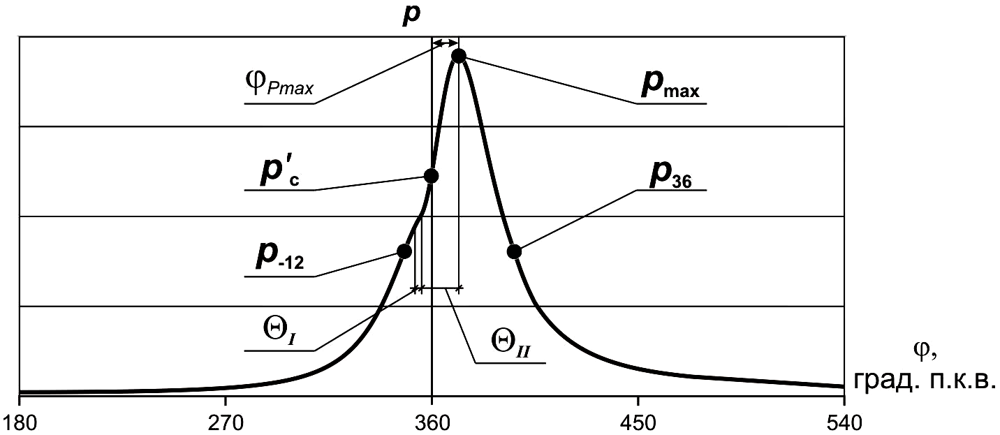 p
φPmax
pmax
p′c
p36
p-12
ΘI
ΘII
φ,
град. п.к.в.
180
270
360
450
540